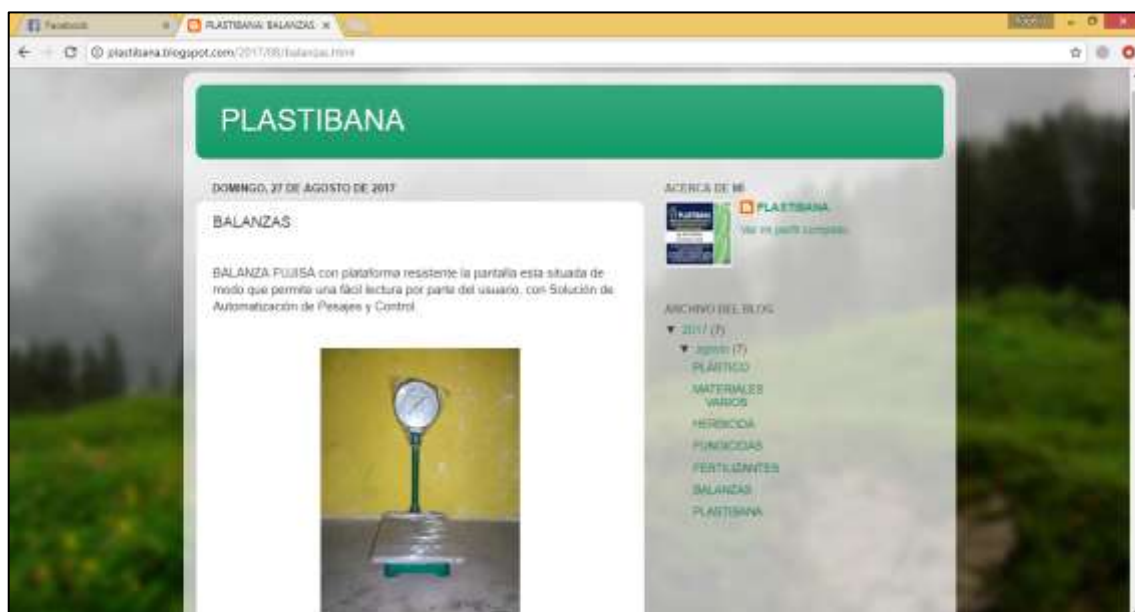 Facebook
PLASTIBANA: BALANZAS
plastibana.blogspot.com/2017/08/balanzas.html
PLASTIBANA
DOMINGO, 27 DE AGOSTO DE 2017
BALANZAS
BALANZA FUJISA con plataforma resistente la pantalla esta situada de
modo que permite una fácil lectura por parte del usuario, con Solución de
Automatización de Pesajes y Control.
ACERCA DE MI
PLASTIBANA
Ver mi perfil completo
ARCHIVO DEL BLOG
▼ 2017 (7)
▼ agosto (7)
PLÁSTICO
MATERIALES
VARIOS
HERBICIDA
FUNGICIDAS
FERTILIZANTES
BALANZAS
PLASTIBANA